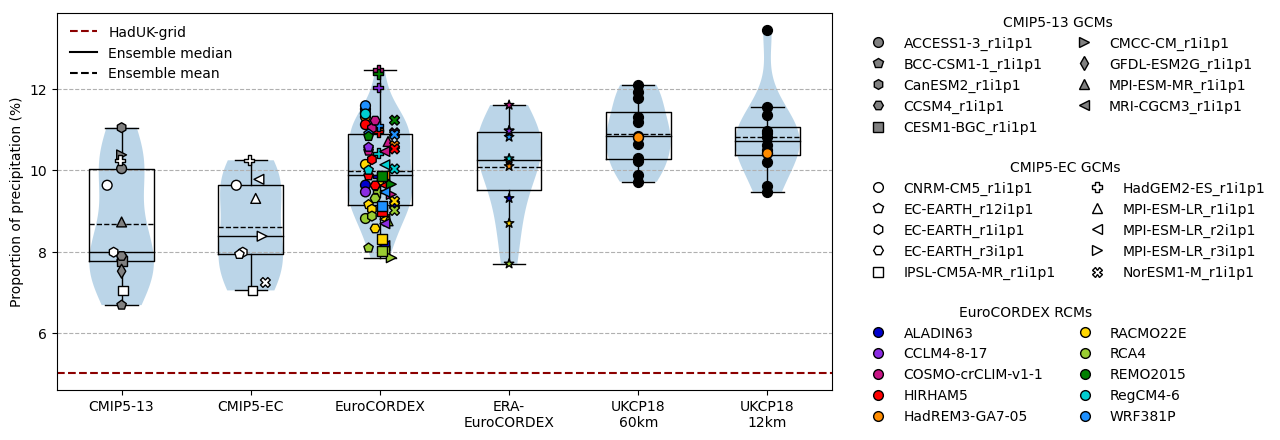 HadUK-grid
Ensemble median
Ensemble mean
Proportion of precipitation (%)
12
10
8
6
CMIP5-13
CMIP5-EC
EuroCORDEX
ERA-
EuroCORDEX
UKCP18
60km
UKCP18
12km
CMIP5-13 GCMs
ACCESS1-3_r1i1p1
BCC-CSM1-1_r1i1p1
CanESM2_r1i1p1
CCSM4_r1i1p1
CESM1-BGC_r1i1p1
CMCC-CM_r1i1p1
GFDL-ESM2G_r1i1p1
MPI-ESM-MR_r1i1p1
MRI-CGCM3_r1i1p1
CMIP5-EC GCMs
CNRM-CM5_r1i1p1
EC-EARTH_r12i1p1
EC-EARTH_r1i1p1
EC-EARTH_r3i1p1
IPSL-CM5A-MR_r1i1p1
HadGEM2-ES_r1i1p1
MPI-ESM-LR_r1i1p1
MPI-ESM-LR_r2i1p1
MPI-ESM-LR_r3i1p1
NorESM1-M_r1i1p1
EuroCORDEX RCMs
ALADIN63
CCLM4-8-17
COSMO-crCLIM-v1-1
HIRHAM5
HadREM3-GA7-05
RACMO22E
RCA4
REMO2015
RegCM4-6
WRF381P